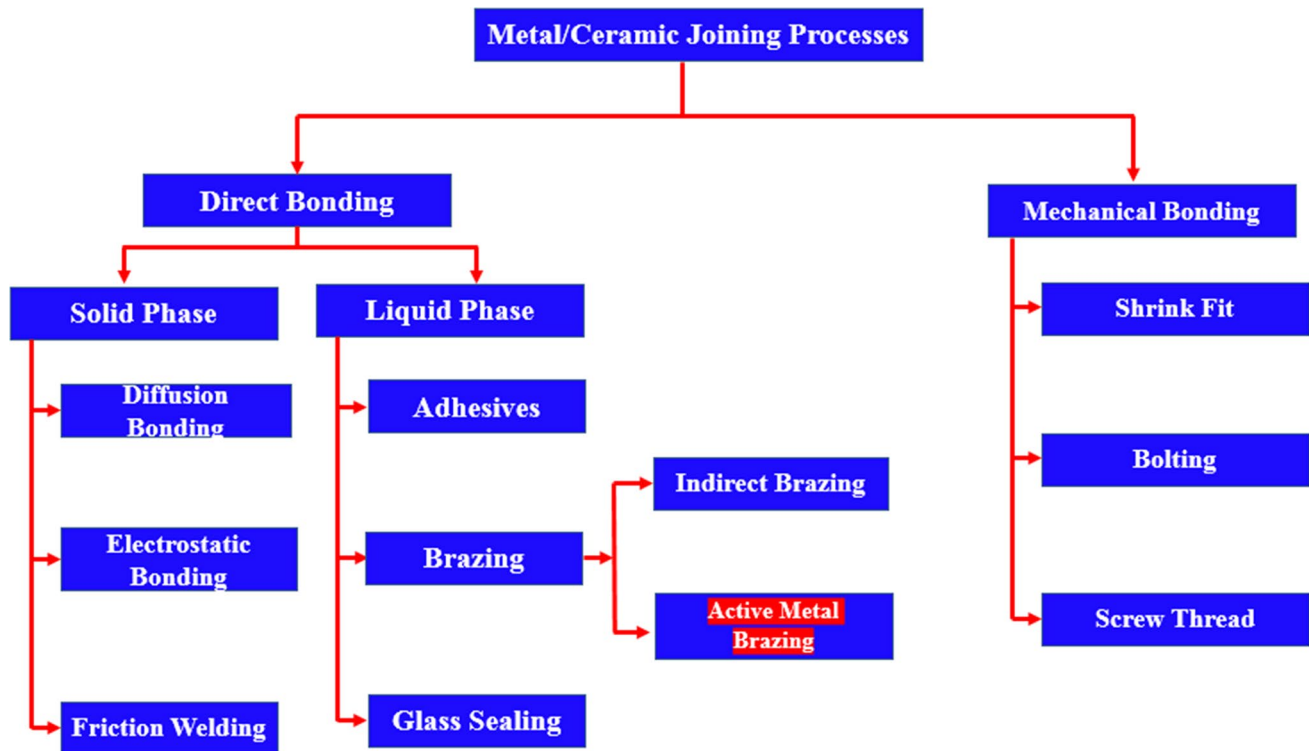 Metal/Ceramic Joining Processes
Direct Bonding
Mechanical Bonding
Solid Phase
Liquid Phase
Shrink Fit
Diffusion
Bonding
Adhesives
Bolting
Indirect Brazing
Electrostatic
Bonding
Brazing
Active Metal
Brazing
Screw Thread
Friction Welding
Glass Sealing